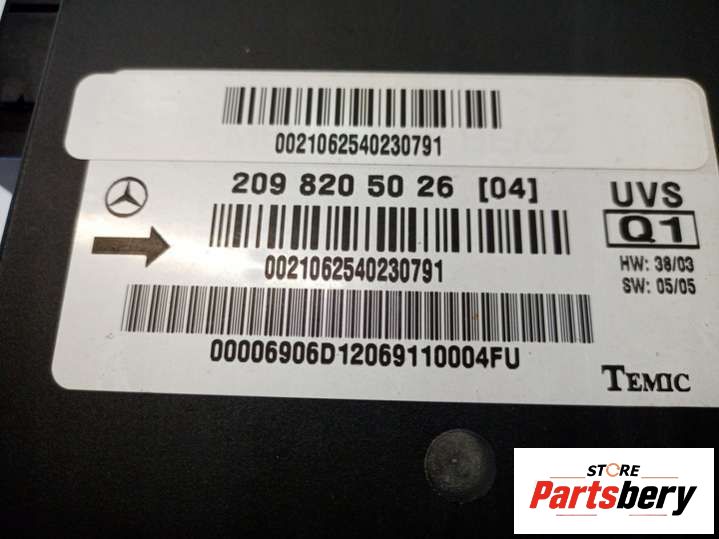 0021062540230791
209 820 50 26 [04]
UVS
Q1
0021062540230791
HW: 38/03
SW: 05/05
00006906D12069110004FU
TEMIC
STORE
Partsbery